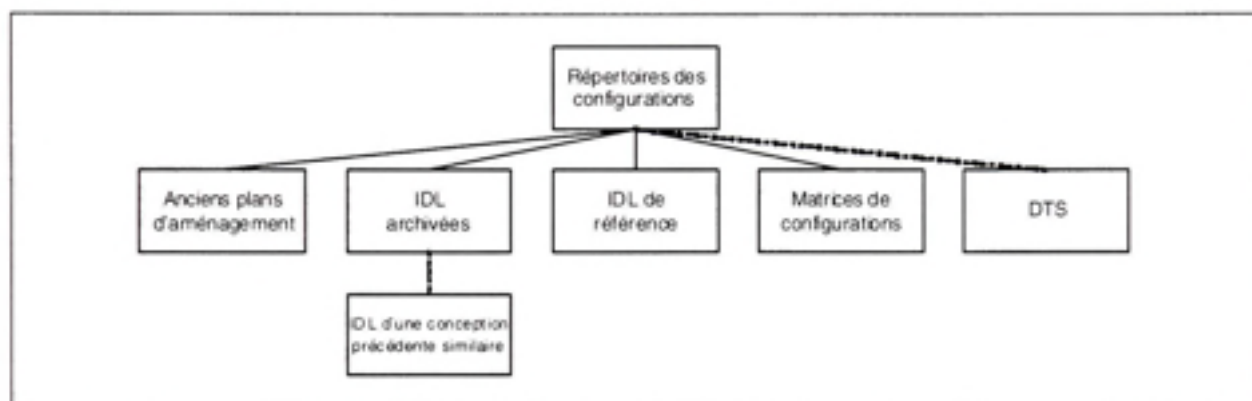 Répertoires des
configurations
Anciens plans
d'aménagement
IDL
archivées
IDL de
référence
Matrices de
configurations
DTS
IDL d'une conception
précédente similaire